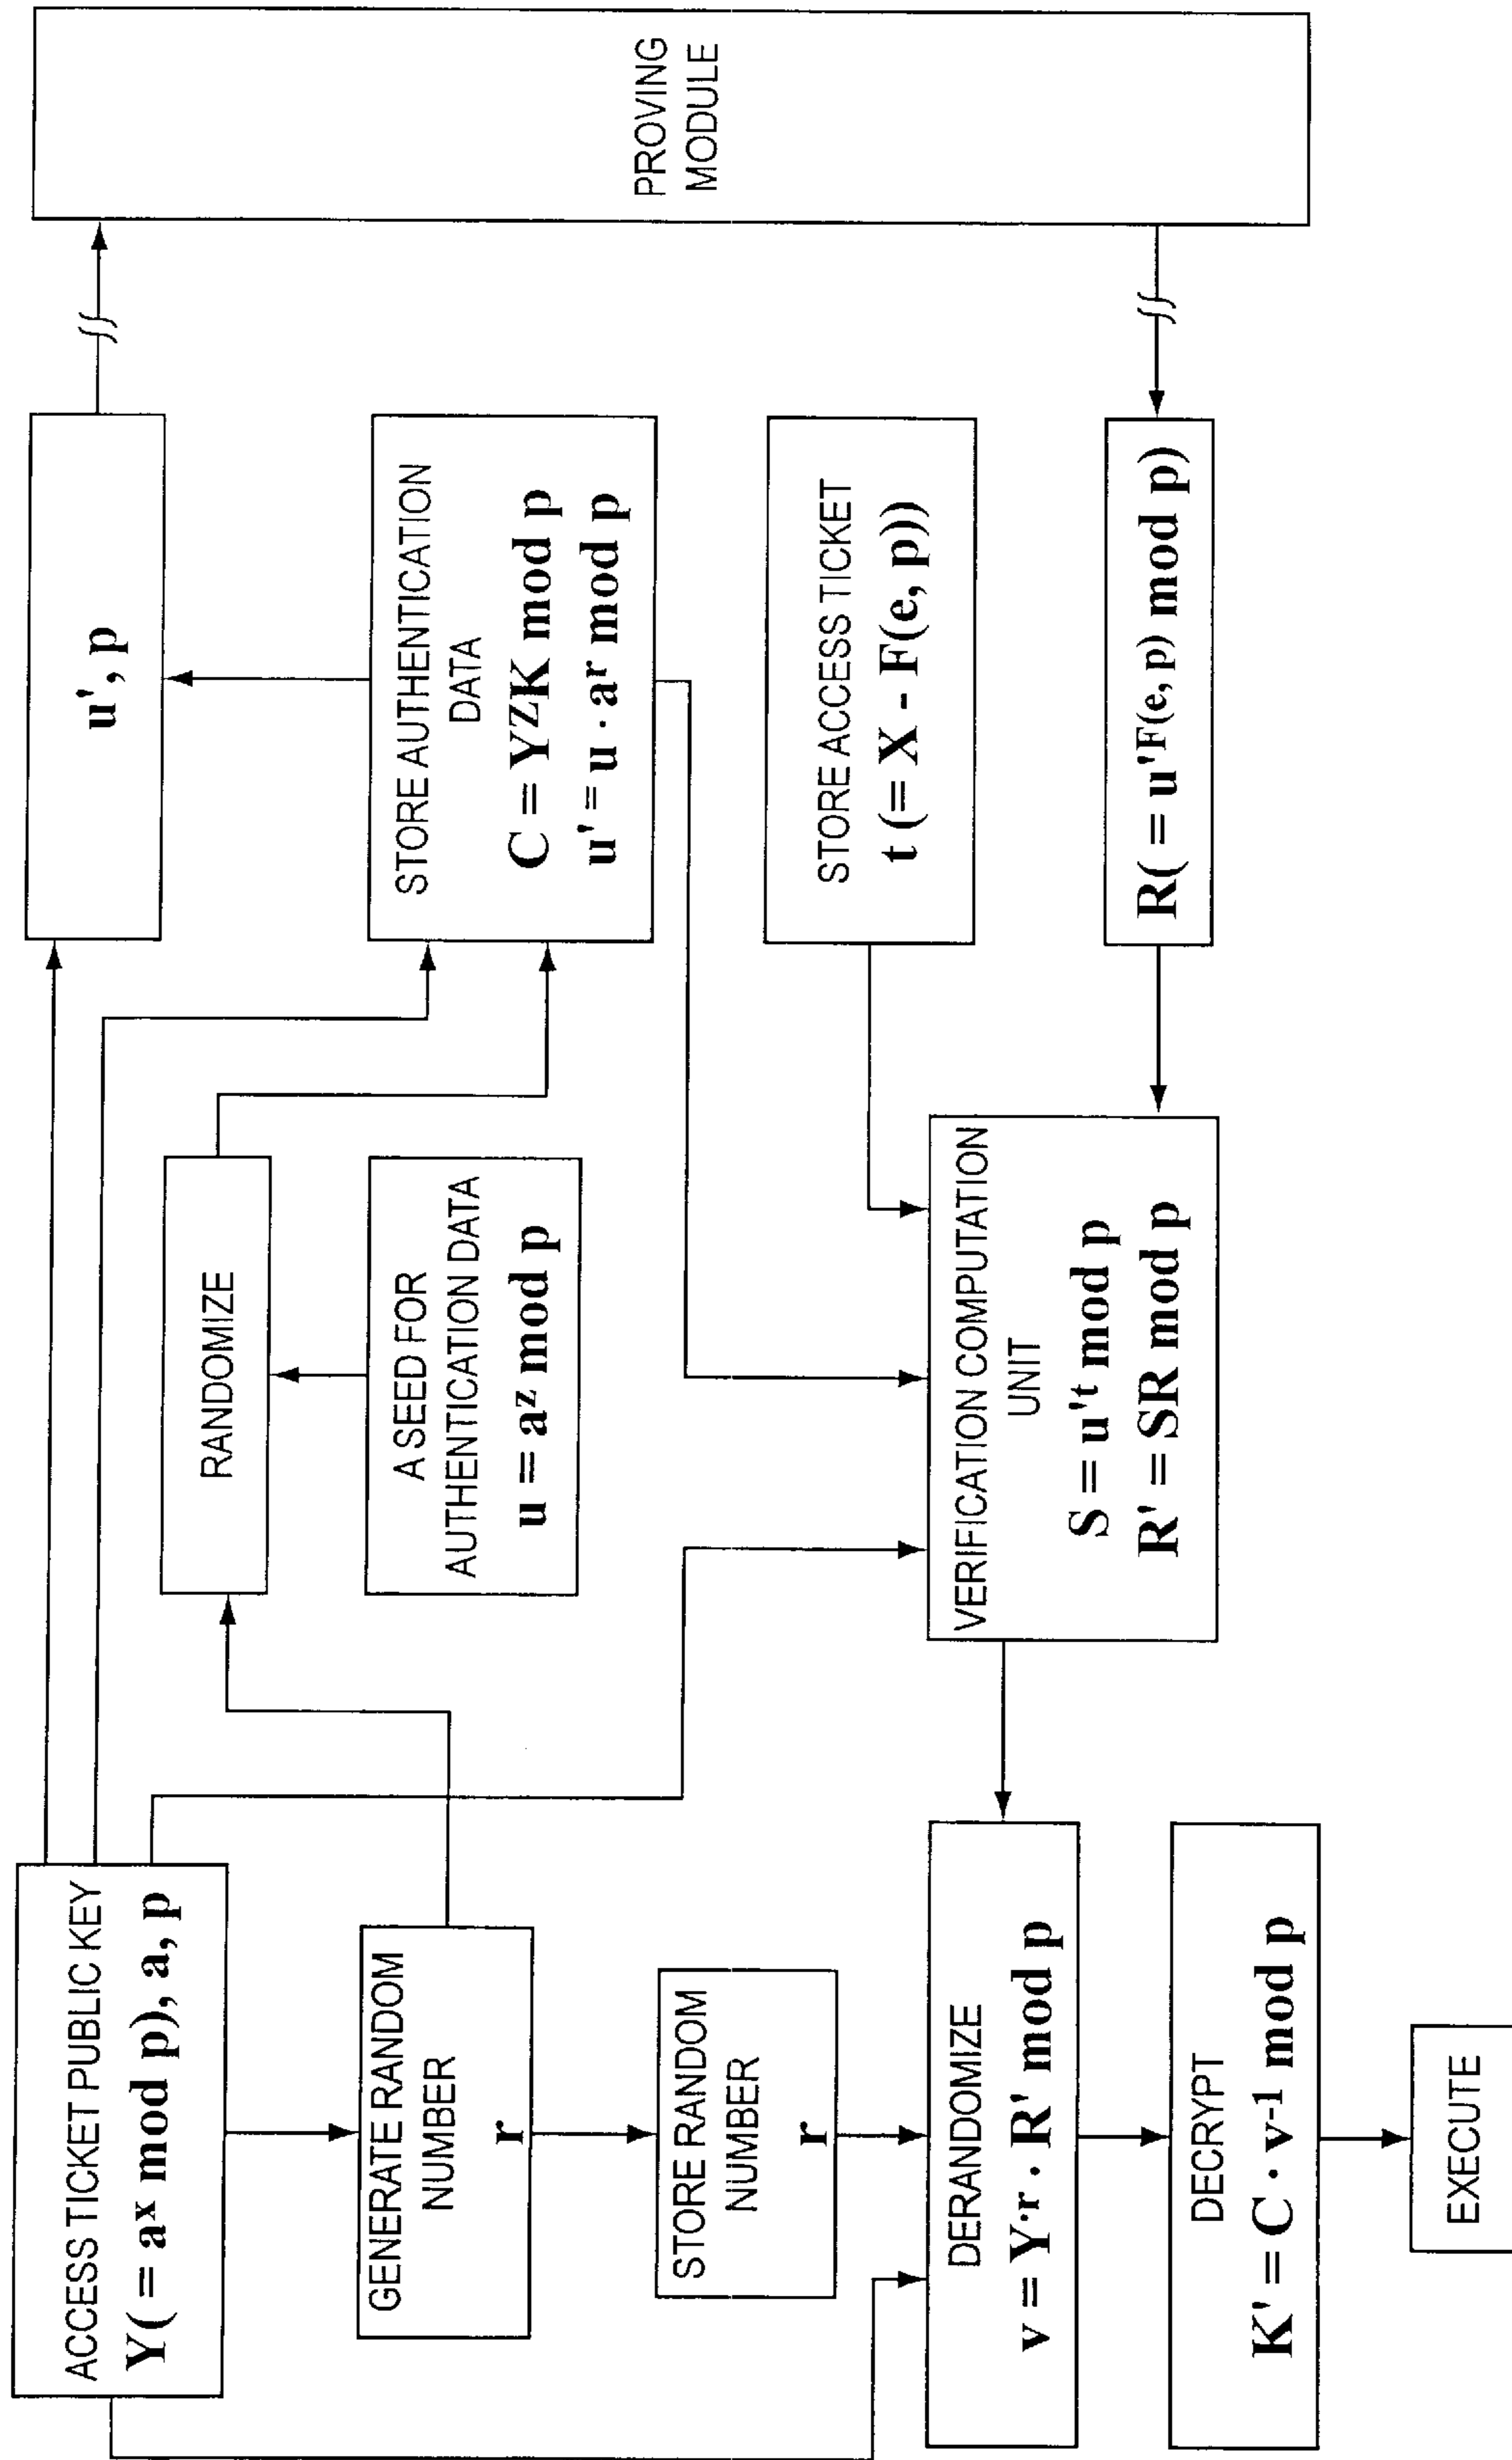 ACCESS TICKET PUBLIC KEY
Y( = aˣ mod p), a, p
GENERATE RANDOM
NUMBER
r
STORE RANDOM
NUMBER
r
DERANDOMIZE
v = Y⁻ʳ · R' mod p
DECRYPT
K' = C · v⁻¹ mod p
EXECUTE
RANDOMIZE
A SEED FOR
AUTHENTICATION DATA
u = aᶻ mod p
VERIFICATION COMPUTATION
UNIT
S = u'ᵗ mod p
R' = SR mod p
u', p
STORE AUTHENTICATION
DATA
C = YᶻK mod p
u' = u · aʳ mod p
STORE ACCESS TICKET
t (= X - F(e, p))
R( = u'^F(e, p) mod p)
PROVING
MODULE